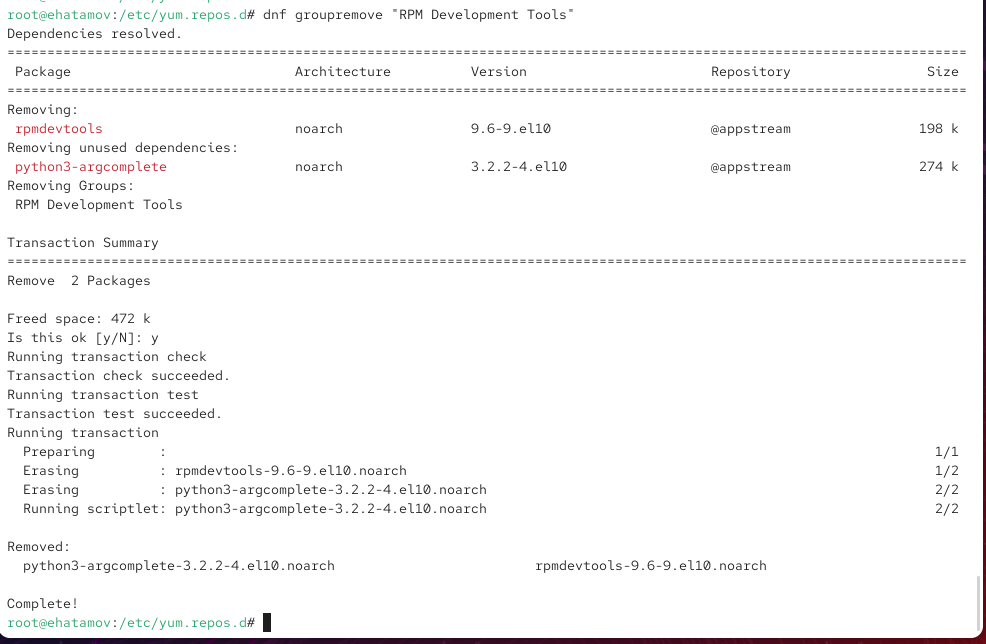 root@ehatamov:/etc/yum.repos.d# dnf groupremove "RPM Development Tools"
Dependencies resolved.
================================================================================================================
 Package                            Architecture          Version                       Repository                 Size
================================================================================================================
Removing:
 rpmdevtools                        noarch                9.6-9.el10                    @appstream                198 k
Removing unused dependencies:
 python3-argcomplete                noarch                3.2.2-4.el10                  @appstream                274 k
Removing Groups:
 RPM Development Tools

Transaction Summary
================================================================================================================
Remove  2 Packages

Freed space: 472 k
Is this ok [y/N]: y
Running transaction check
Transaction check succeeded.
Running transaction test
Transaction test succeeded.
Running transaction
  Preparing        :                                                                                                1/1
  Erasing          : rpmdevtools-9.6-9.el10.noarch                                                                  1/2
  Erasing          : python3-argcomplete-3.2.2-4.el10.noarch                                                        2/2
  Running scriptlet: python3-argcomplete-3.2.2-4.el10.noarch                                                        2/2

Removed:
  python3-argcomplete-3.2.2-4.el10.noarch                         rpmdevtools-9.6-9.el10.noarch

Complete!
root@ehatamov:/etc/yum.repos.d#